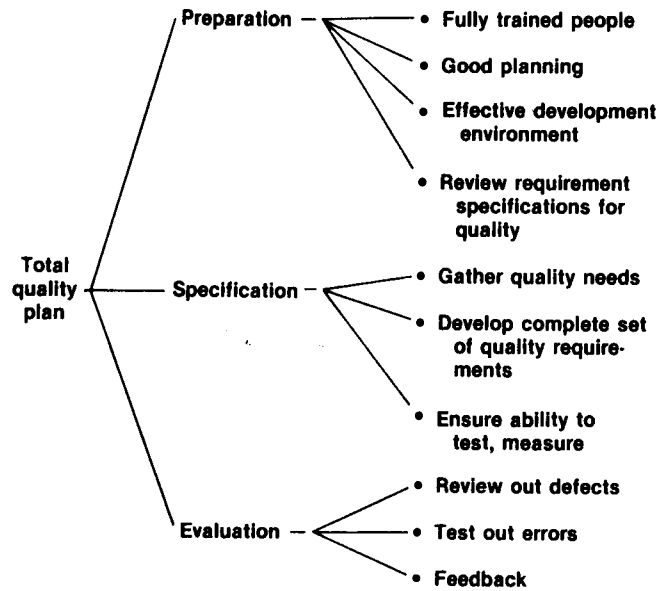 Preparation
• Fully trained people
• Good planning
• Effective development
environment
• Review requirement
specifications for
quality
Total
quality
plan
Specification
• Gather quality needs
• Develop complete set
of quality require-
ments
• Ensure ability to
test, measure
Evaluation
• Review out defects
• Test out errors
• Feedback